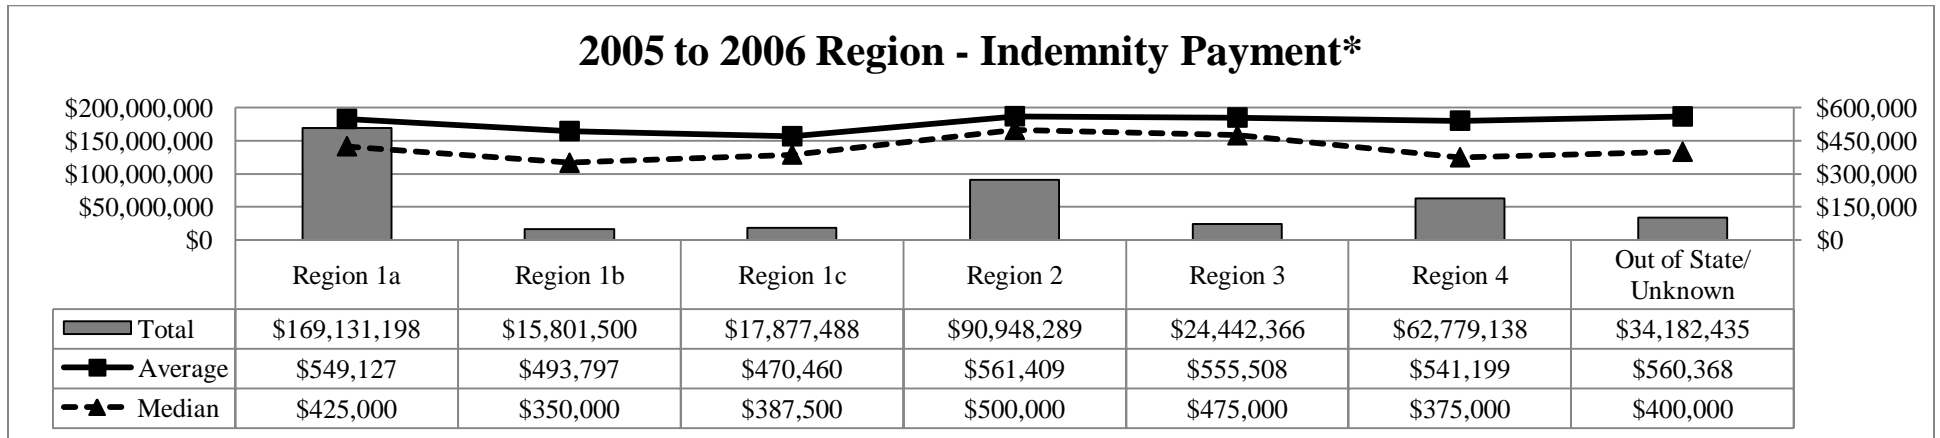 2005 to 2006 Region - Indemnity Payment*
$200,000,000
$150,000,000
$100,000,000
$50,000,000
$0
$600,000
$450,000
$300,000
$150,000
$0
Region 1a Region 1b Region 1c Region 2 Region 3 Region 4 Out of State/
Unknown
Total $169,131,198 $15,801,500 $17,877,488 $90,948,289 $24,442,366 $62,779,138 $34,182,435
Average $549,127 $493,797 $470,460 $561,409 $555,508 $541,199 $560,368
Median $425,000 $350,000 $387,500 $500,000 $475,000 $375,000 $400,000